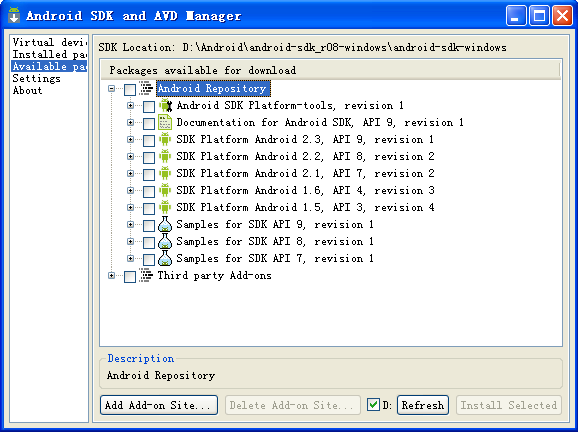 Android SDK and AVD Manager
Virtual devi
Installed pa
Available pa
Settings
About
SDK Location: D:\Android\android-sdk_r08-windows\android-sdk-windows
Packages available for download
Android Repository
Android SDK Platform-tools, revision 1
Documentation for Android SDK, API 9, revision 1
SDK Platform Android 2.3, API 9, revision 1
SDK Platform Android 2.2, API 8, revision 2
SDK Platform Android 2.1, API 7, revision 2
SDK Platform Android 1.6, API 4, revision 3
SDK Platform Android 1.5, API 3, revision 4
Samples for SDK API 9, revision 1
Samples for SDK API 8, revision 1
Samples for SDK API 7, revision 1
Third party Add-ons
Description
Android Repository
Add Add-on Site... Delete Add-on Site... D: Refresh Install Selected